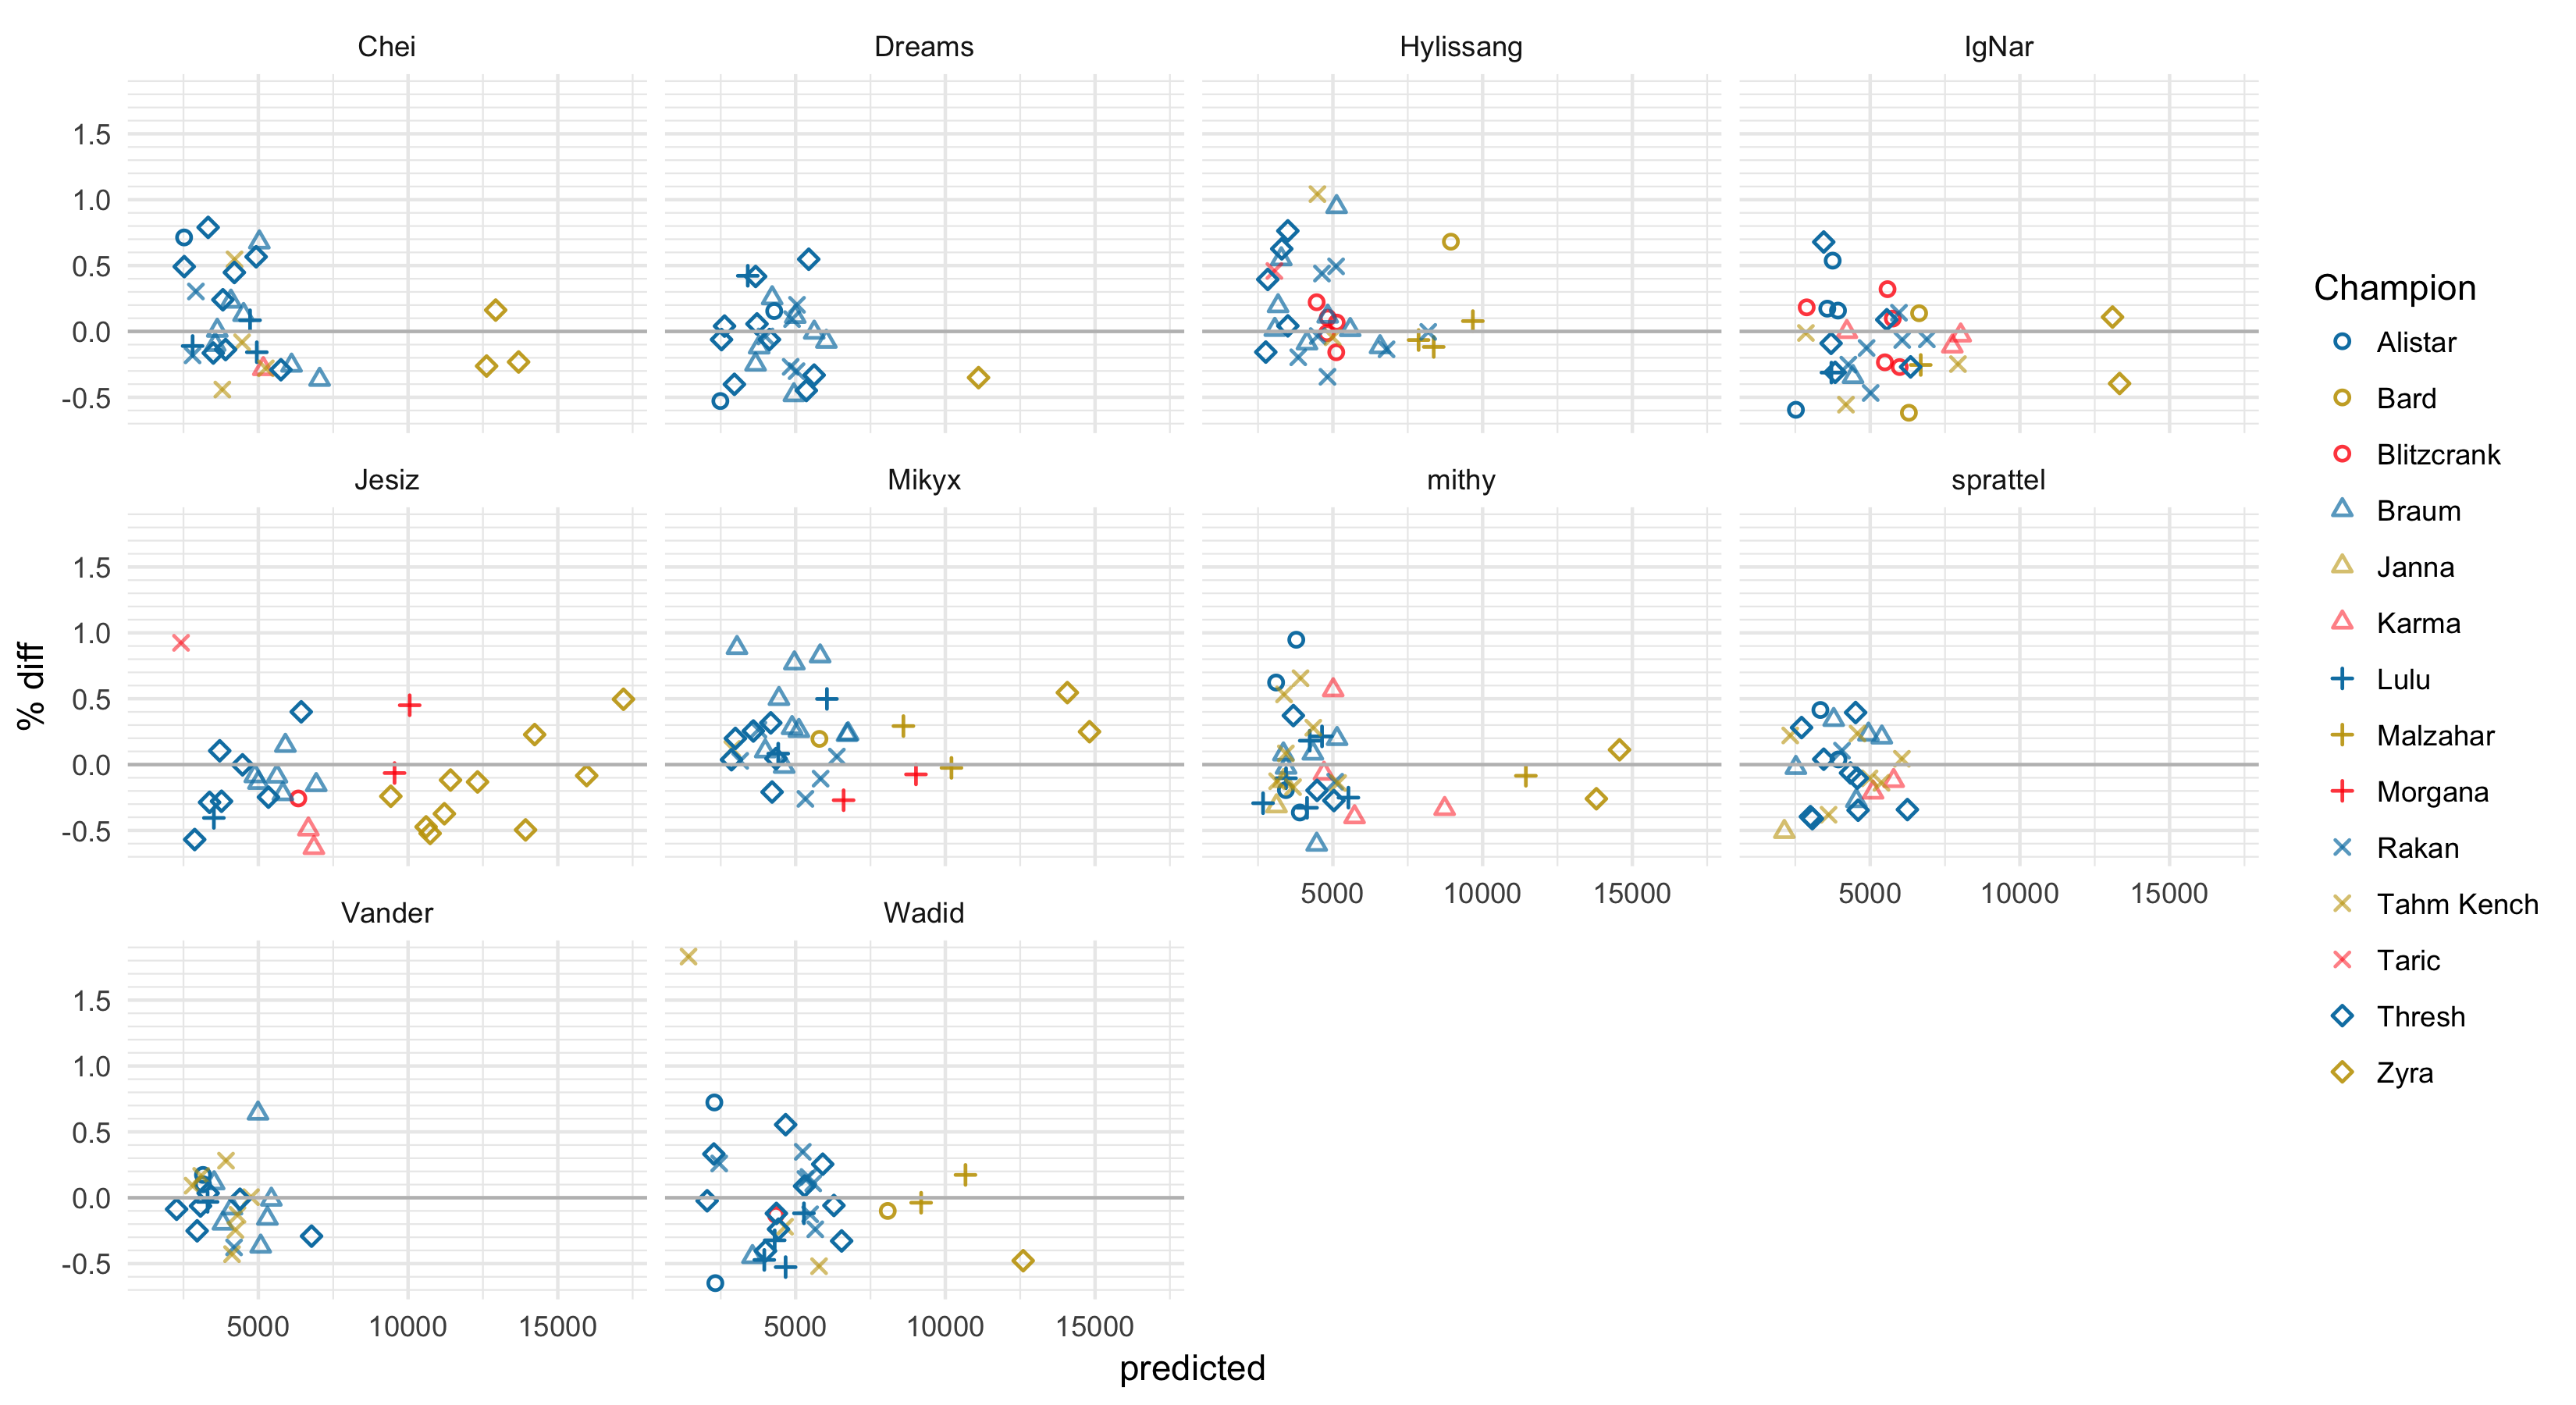 Chei
Dreams
Hylissang
IgNar
1.5
1.0
0.5
0.0
-0.5
Jesiz
Mikyx
mithy
sprattel
1.5
1.0
0.5
0.0
-0.5
5000 10000 15000
5000 10000 15000
Vander
Wadid
1.5
1.0
0.5
0.0
-0.5
5000 10000 15000
5000 10000 15000
% diff
predicted
Champion
Alistar
Bard
Blitzcrank
Braum
Janna
Karma
Lulu
Malzahar
Morgana
Rakan
Tahm Kench
Taric
Thresh
Zyra